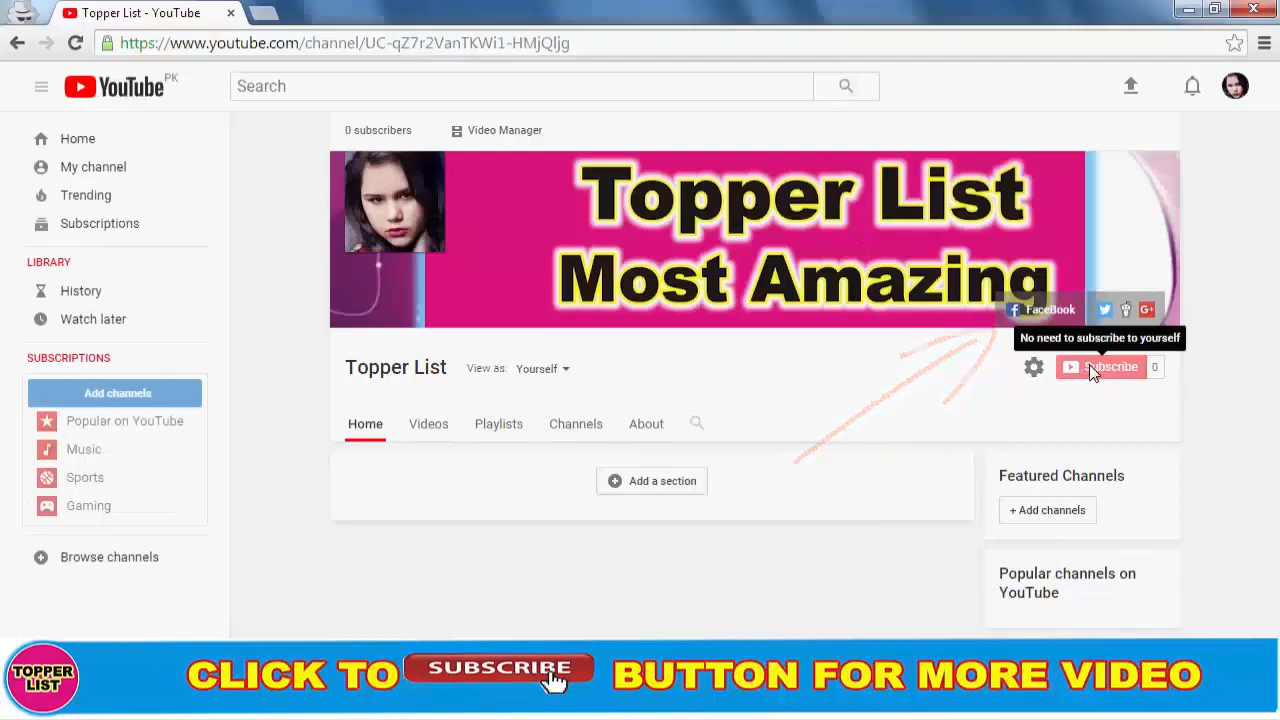 Topper List - YouTube
https://www.youtube.com/channel/UC-qZ7r2VanTKWi1-HMjQljg
YouTube PK
Search
Home
My channel
Trending
Subscriptions
LIBRARY
History
Watch later
SUBSCRIPTIONS
Add channels
Popular on YouTube
Music
Sports
Gaming
Browse channels
0 subscribers
Video Manager
Topper List
Most Amazing
FaceBook
No need to subscribe to yourself
Topper List
View as: Yourself
Subscribe 0
Home Videos Playlists Channels About
Add a section
Featured Channels
+ Add channels
Popular channels on
YouTube
TOPPER
LIST
CLICK TO SUBSCRIBE BUTTON FOR MORE VIDEO